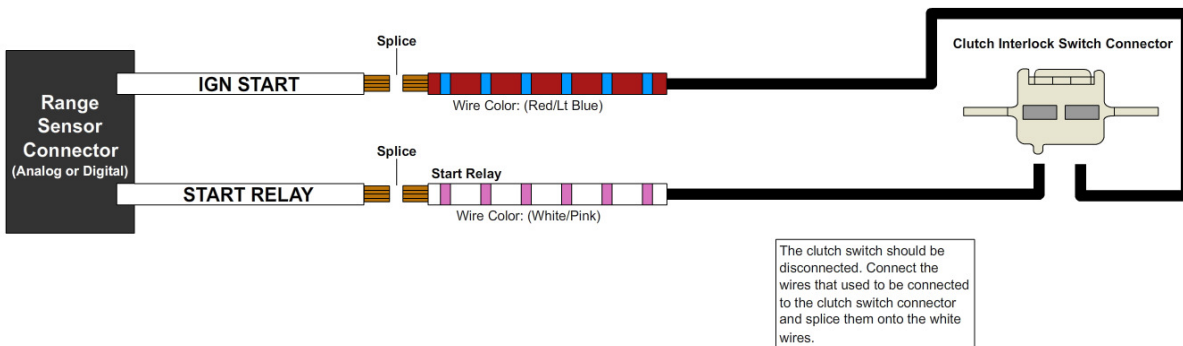 Splice
Clutch Interlock Switch Connector
IGN START
Range
Sensor
Connector
(Analog or Digital)
Wire Color: (Red/Lt Blue)
Splice
Start Relay
START RELAY
Wire Color: (White/Pink)
The clutch switch should be
disconnected. Connect the
wires that used to be connected
to the clutch switch connector
and splice them onto the white
wires.